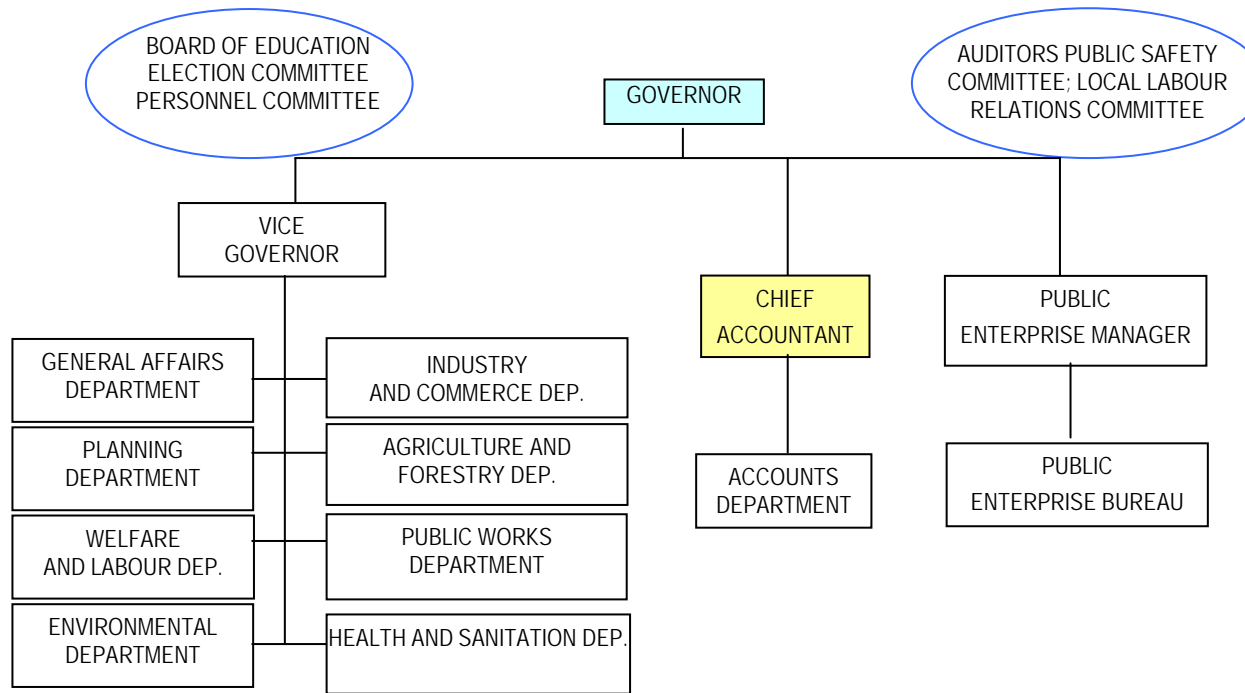 BOARD OF EDUCATION
ELECTION COMMITTEE
PERSONNEL COMMITTEE
GOVERNOR
AUDITORS PUBLIC SAFETY
COMMITTEE; LOCAL LABOUR
RELATIONS COMMITTEE
VICE
GOVERNOR
CHIEF
ACCOUNTANT
PUBLIC
ENTERPRISE MANAGER
GENERAL AFFAIRS
DEPARTMENT
INDUSTRY
AND COMMERCE DEP.
PLANNING
DEPARTMENT
AGRICULTURE AND
FORESTRY DEP.
ACCOUNTS
DEPARTMENT
PUBLIC
ENTERPRISE BUREAU
WELFARE
AND LABOUR DEP.
PUBLIC WORKS
DEPARTMENT
ENVIRONMENTAL
DEPARTMENT
HEALTH AND SANITATION DEP.